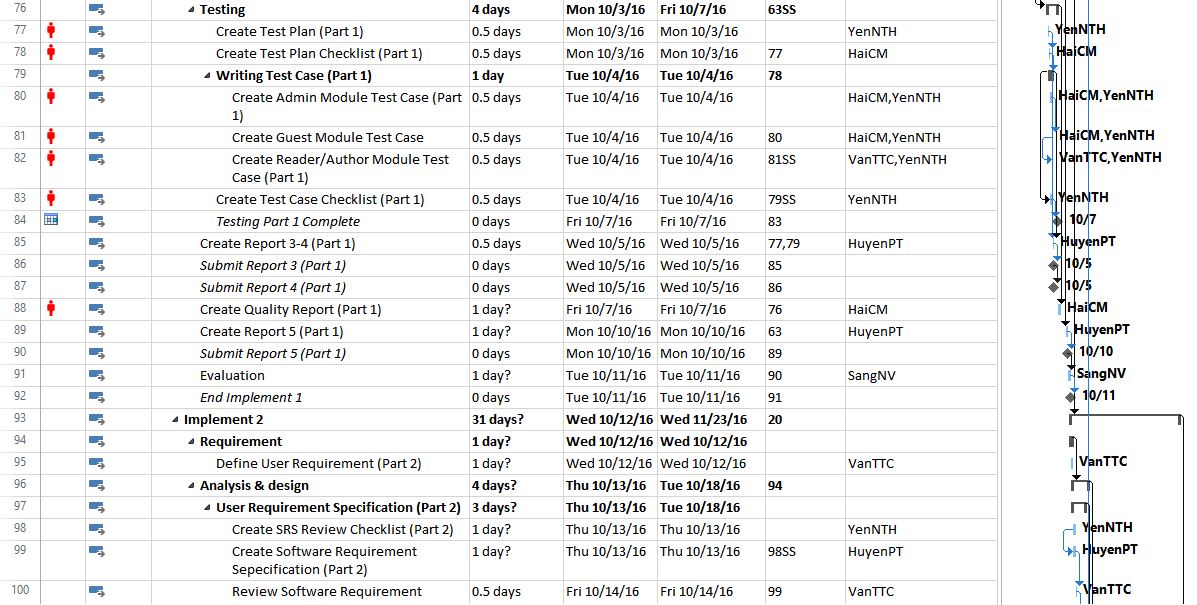 76 Testing 4 days Mon 10/3/16 Fri 10/7/16 63SS
77 Create Test Plan (Part 1) 0.5 days Mon 10/3/16 Mon 10/3/16 YenNTH YenNTH
78 Create Test Plan Checklist (Part 1) 0.5 days Mon 10/3/16 Mon 10/3/16 77 HaiCM HaiCM
79 Writing Test Case (Part 1) 1 day Tue 10/4/16 Tue 10/4/16 78
80 Create Admin Module Test Case (Part 0.5 days Tue 10/4/16 Tue 10/4/16 HaiCM,YenNTH HaiCM,YenNTH
1)
81 Create Guest Module Test Case 0.5 days Tue 10/4/16 Tue 10/4/16 80 HaiCM,YenNTH HaiCM,YenNTH
82 Create Reader/Author Module Test 0.5 days Tue 10/4/16 Tue 10/4/16 81SS VanTTC,YenNTH VanTTC,YenNTH
Case (Part 1)
83 Create Test Case Checklist (Part 1) 0.5 days Tue 10/4/16 Tue 10/4/16 79SS YenNTH YenNTH
84 Testing Part 1 Complete 0 days Fri 10/7/16 Fri 10/7/16 83 10/7
85 Create Report 3-4 (Part 1) 0.5 days Wed 10/5/16 Wed 10/5/16 77,79 HuyenPT HuyenPT
86 Submit Report 3 (Part 1) 0 days Wed 10/5/16 Wed 10/5/16 85 10/5
87 Submit Report 4 (Part 1) 0 days Wed 10/5/16 Wed 10/5/16 86 10/5
88 Create Quality Report (Part 1) 1 day? Fri 10/7/16 Fri 10/7/16 76 HaiCM HaiCM
89 Create Report 5 (Part 1) 1 day? Mon 10/10/16 Mon 10/10/16 63 HuyenPT HuyenPT
90 Submit Report 5 (Part 1) 0 days Mon 10/10/16 Mon 10/10/16 89 10/10
91 Evaluation 1 day? Tue 10/11/16 Tue 10/11/16 90 SangNV SangNV
92 End Implement 1 0 days Tue 10/11/16 Tue 10/11/16 91 10/11
93 Implement 2 31 days? Wed 10/12/16 Wed 11/23/16 20
94 Requirement 1 day? Wed 10/12/16 Wed 10/12/16
95 Define User Requirement (Part 2) 1 day? Wed 10/12/16 Wed 10/12/16 VanTTC VanTTC
96 Analysis & design 4 days? Thu 10/13/16 Tue 10/18/16 94
97 User Requirement Specification (Part 2) 3 days? Thu 10/13/16 Tue 10/18/16
98 Create SRS Review Checklist (Part 2) 1 day? Thu 10/13/16 Thu 10/13/16 YenNTH YenNTH
99 Create Software Requirement 1 day? Thu 10/13/16 Thu 10/13/16 98SS HuyenPT HuyenPT
Sepecification (Part 2)
100 Review Software Requirement 0.5 days Fri 10/14/16 Fri 10/14/16 99 VanTTC VanTTC